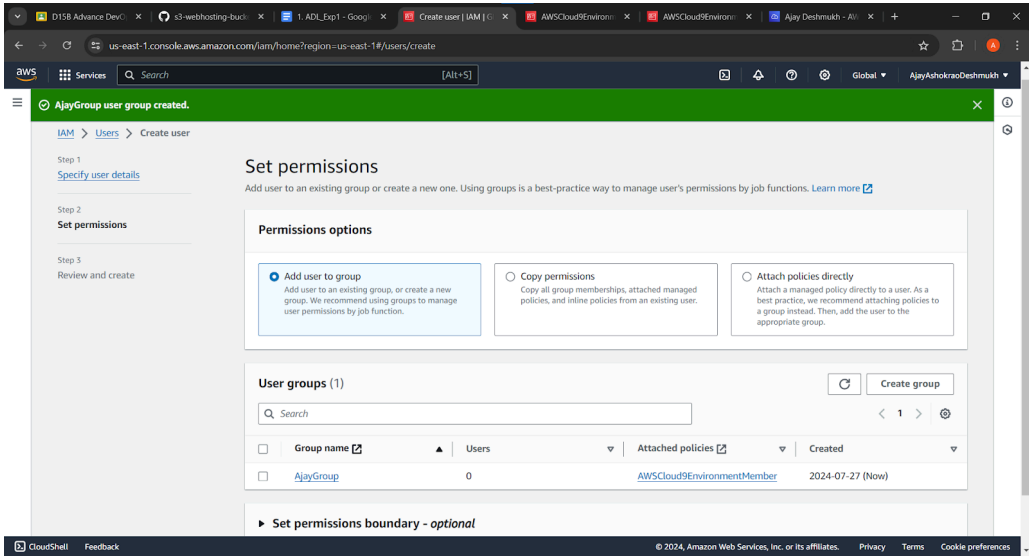 D15B Advance DevO
s3-webhosting-buck
1. ADL_Exp1 - Googl
Create user | IAM | G
AWSCloud9Environm
AWSCloud9Environm
Ajay Deshmukh - AW
us-east-1.console.aws.amazon.com/iam/home?region=us-east-1#/users/create
A
aws
Services
Search
[Alt+S]
Global
AjayAshokraoDeshmukh
AjayGroup user group created.
IAM > Users > Create user
Step 1
Specify user details
Step 2
Set permissions
Step 3
Review and create
Set permissions
Add user to an existing group or create a new one. Using groups is a best-practice way to manage user's permissions by job functions. Learn more
Permissions options
Add user to group
Add user to an existing group, or create a new
group. We recommend using groups to manage
user permissions by job function.
Copy permissions
Copy all group memberships, attached managed
policies, and inline policies from an existing user.
Attach policies directly
Attach a managed policy directly to a user. As a
best practice, we recommend attaching policies to
a group instead. Then, add the user to the
appropriate group.
User groups (1)
Create group
Search
1
Group name
Users
Attached policies
Created
AjayGroup
0
AWSCloud9EnvironmentMember
2024-07-27 (Now)
Set permissions boundary - optional
CloudShell
Feedback
© 2024, Amazon Web Services, Inc. or its affiliates.
Privacy
Terms
Cookie preferences